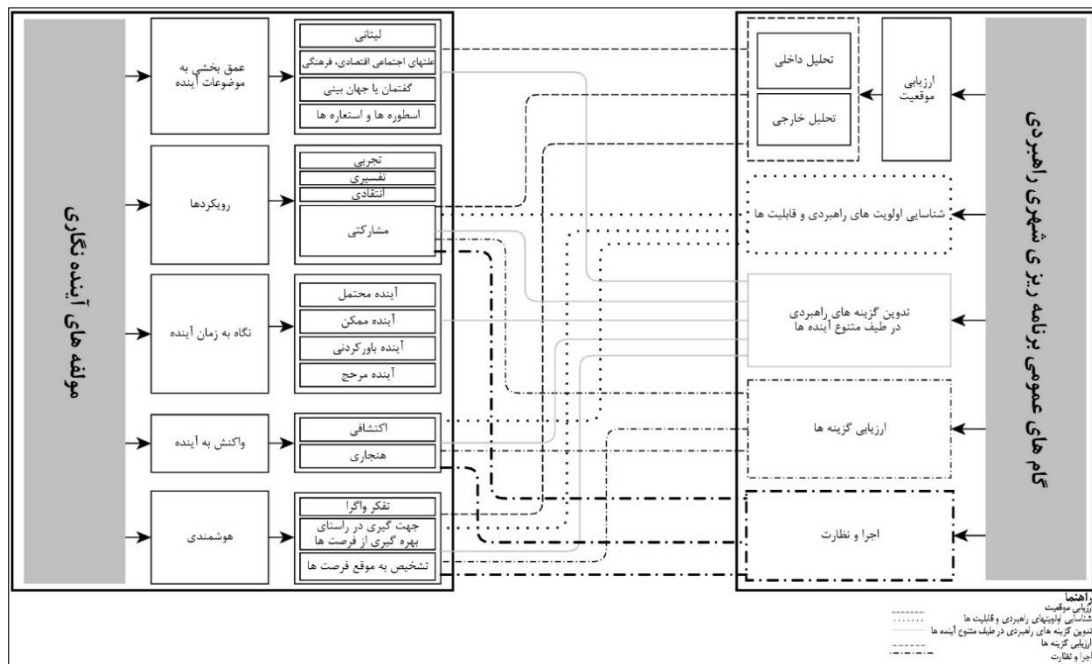 گام های عمومی برنامه ریزی شهری راهبردی
ارزیابی
موقعیت
تحلیل داخلی
تحلیل خارجی
شناسایی اولویت های راهبردی و قابلیت ها
تدوین گزینه های راهبردی
در طیف متنوع آینده ها
ارزیابی گزینه ها
اجرا و نظارت
مولفه های آینده نگاری
عمق بخشی به
موضوعات آینده
لیتانی
علتهای اجتماعی اقتصادی، فرهنگی
گفتمان یا جهان بینی
اسطوره ها و استعاره ها
رویکردها
تجربی
تفسیری
انتقادی
مشارکتی
نگاه به زمان آینده
آینده محتمل
آینده ممکن
آینده باورکردنی
آینده مرحج
واکنش به آینده
اکتشافی
هنجاری
هوشمندی
تفکر واگرا
جهت گیری در راستای
بهره گیری از فرصت ها
تشخیص به موقع فرصت ها
راهنما
ارزیابی موقعیت
شناسایی اولویتهای راهبردی و قابلیت ها
تدوین گزینه های راهبردی در طیف متنوع آینده ها
ارزیابی گزینه ها
اجرا و نظارت